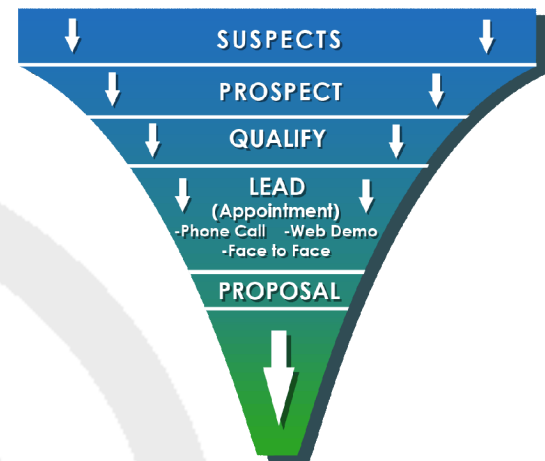 SUSPECTS
PROSPECT
QUALIFY
LEAD
(Appointment)
-Phone Call -Web Demo
-Face to Face
PROPOSAL